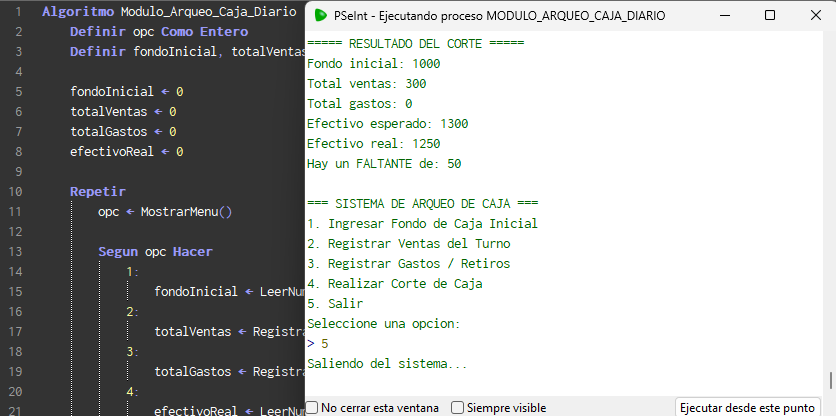 1 Algoritmo Modulo_Arqueo_Caja_Diario
2 Definir opc Como Entero
3 Definir fondoInicial, totalVentas
4
5 fondoInicial ← 0
6 totalVentas ← 0
7 totalGastos ← 0
8 efectivoReal ← 0
9
10 Repetir
11 opc ← MostrarMenu()
12
13 Segun opc Hacer
14 1:
15 fondoInicial ← LeerNu
16 2:
17 totalVentas ← Registra
18 3:
19 totalGastos ← Registra
20 4:
21 efectivoReal ← LeerNu
PSeInt - Ejecutando proceso MODULO_ARQUEO_CAJA_DIARIO
===== RESULTADO DEL CORTE =====
Fondo inicial: 1000
Total ventas: 300
Total gastos: 0
Efectivo esperado: 1300
Efectivo real: 1250
Hay un FALTANTE de: 50
=== SISTEMA DE ARQUEO DE CAJA ===
1. Ingresar Fondo de Caja Inicial
2. Registrar Ventas del Turno
3. Registrar Gastos / Retiros
4. Realizar Corte de Caja
5. Salir
Seleccione una opcion:
> 5
Saliendo del sistema...
No cerrar esta ventana
Siempre visible
Ejecutar desde este punto